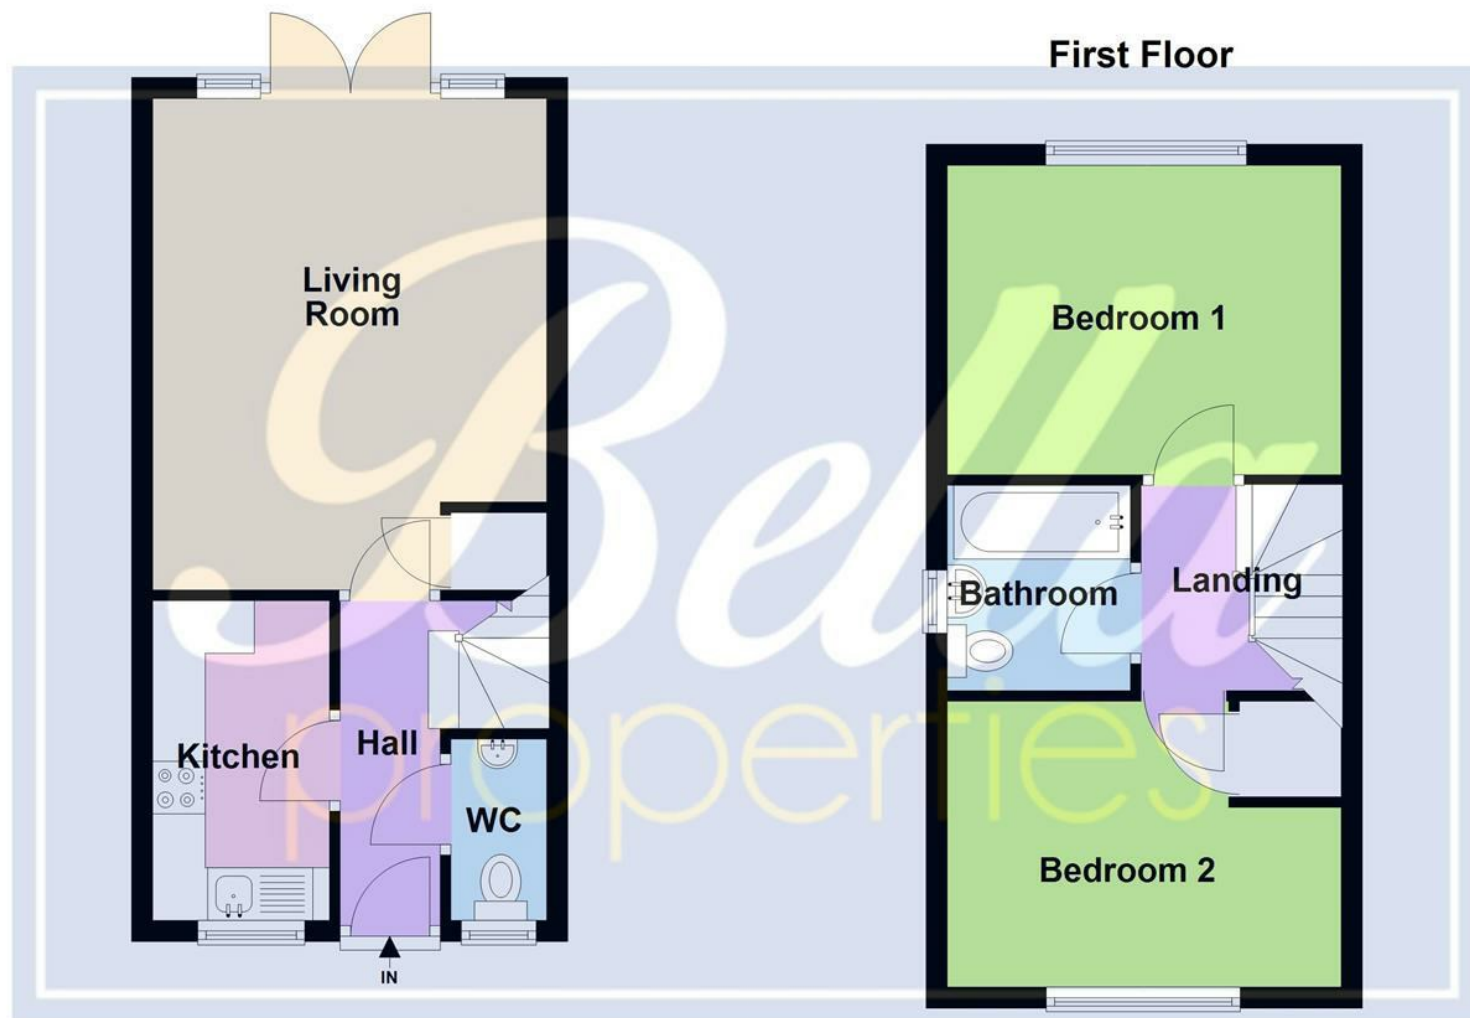 First Floor
Living
Room
Kitchen
Hall
WC
IN
Bedroom 1
Bathroom
Landing
Bedroom 2
Bella
properties